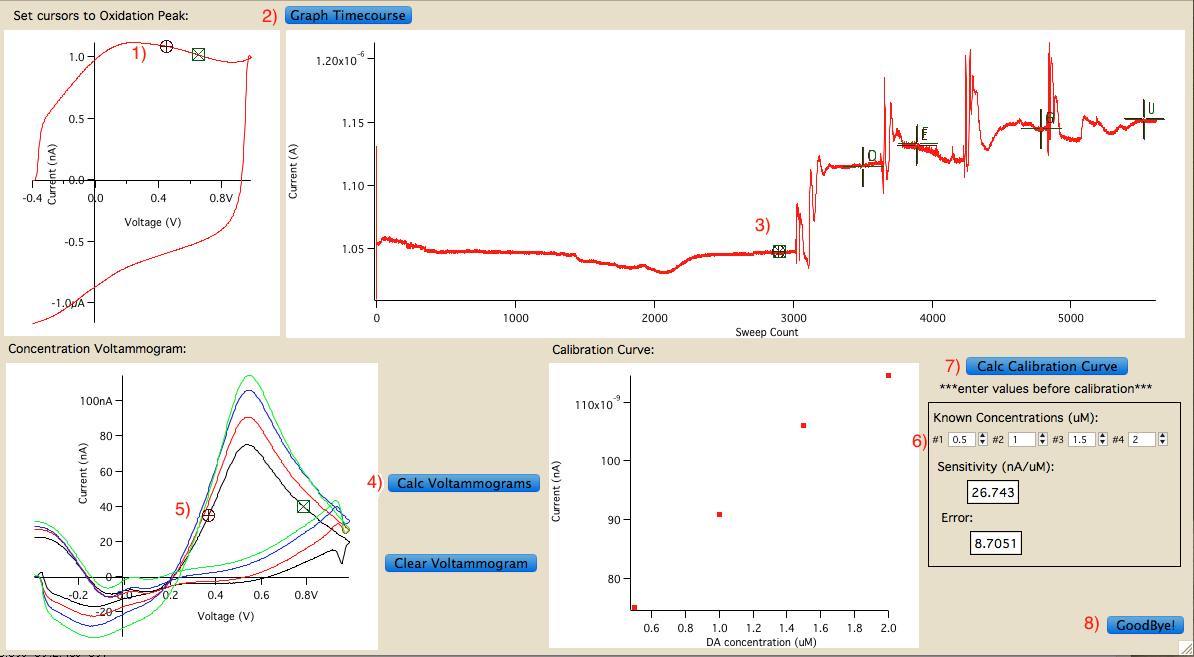 Set cursors to Oxidation Peak:
2) Graph Timecourse
1)
1.0
0.5
0.0
-0.5
-1.0µA
Current (nA)
-0.4 0.0 0.4 0.8V
Voltage (V)
1.20x10^-6
1.15
1.10
1.05
Current (A)
3)
D
E
U
0 1000 2000 3000 4000 5000
Sweep Count
Concentration Voltammogram:
100nA
80
60
40
20
0
-20
Current (nA)
5)
-0.2 0.0 0.2 0.4 0.6 0.8V
Voltage (V)
4) Calc Voltammograms
Clear Voltammogram
Calibration Curve:
110x10^-9
100
90
80
Current (nA)
0.6 0.8 1.0 1.2 1.4 1.6 1.8 2.0
DA concentration (uM)
7) Calc Calibration Curve
***enter values before calibration***
Known Concentrations (uM):
6) #1 0.5 #2 1 #3 1.5 #4 2
Sensitivity (nA/uM):
26.743
Error:
8.7051
8) GoodBye!